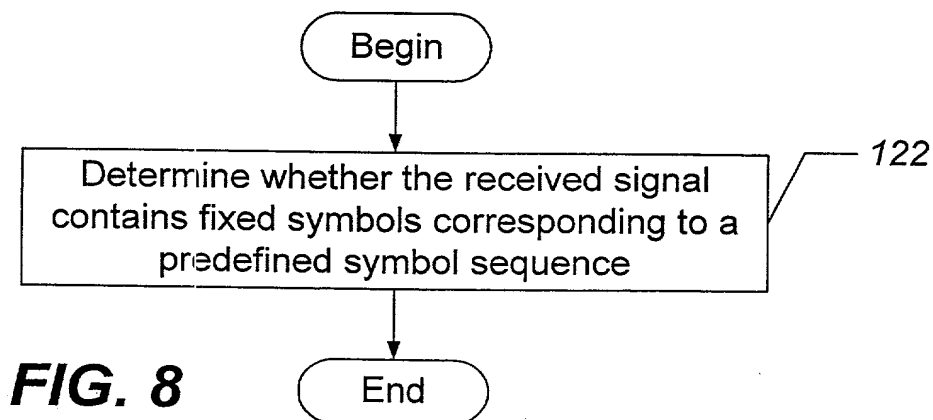 Begin
Determine whether the received signal
contains fixed symbols corresponding to a
predefined symbol sequence
122
End
FIG. 8